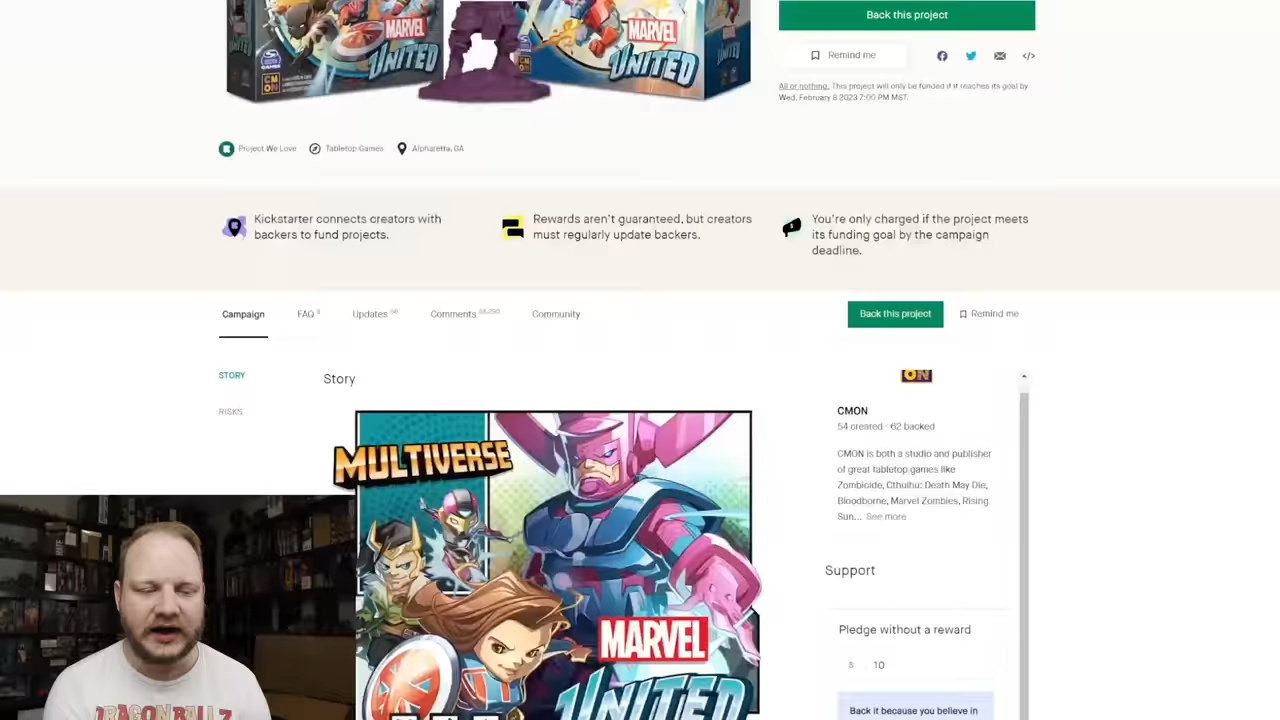 MARVEL
UNITED
MARVEL
UNITED
CM
ON
Back this project
Remind me
All or nothing. This project will only be funded if it reaches its goal by
Wed, February 8 2023 7:00 PM MST.
Project We Love
Tabletop Games
Alpharetta, GA
Kickstarter connects creators with
backers to fund projects.
Rewards aren't guaranteed, but creators
must regularly update backers.
You're only charged if the project meets
its funding goal by the campaign
deadline.
Campaign
FAQ
Updates
Comments
Community
Back this project
Remind me
STORY
RISKS
Story
MULTIVERSE
MARVEL
UNITED
ON
CMON
54 created · 62 backed
CMON is both a studio and publisher
of great tabletop games like
Zombicide, Cthulhu: Death May Die,
Bloodborne, Marvel Zombies, Rising
Sun... See more
Support
Pledge without a reward
10
Back it because you believe in
DRAGON BALL Z